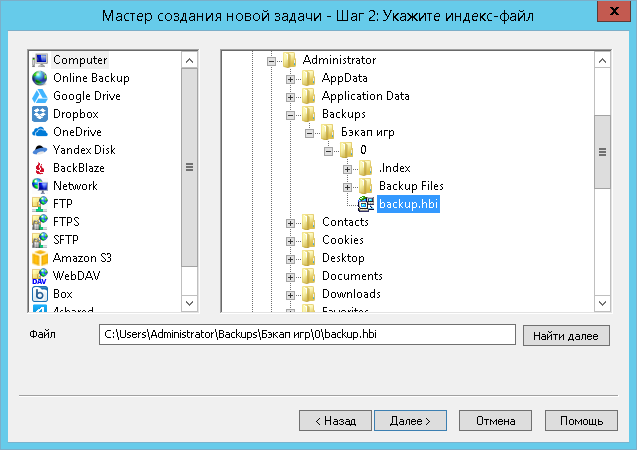 Мастер создания новой задачи - Шаг 2: Укажите индекс-файл
x
Computer
Online Backup
Google Drive
Dropbox
OneDrive
Yandex Disk
BackBlaze
Network
FTP
FTPS
SFTP
Amazon S3
WebDAV
Box
4shared
Administrator
AppData
Application Data
Backups
Бэкап игр
0
.Index
Backup Files
backup.hbi
Contacts
Cookies
Desktop
Documents
Downloads
Favorites
Файл
C:\Users\Administrator\Backups\Бэкап игр\0\backup.hbi
Найти далее
< Назад
Далее >
Отмена
Помощь